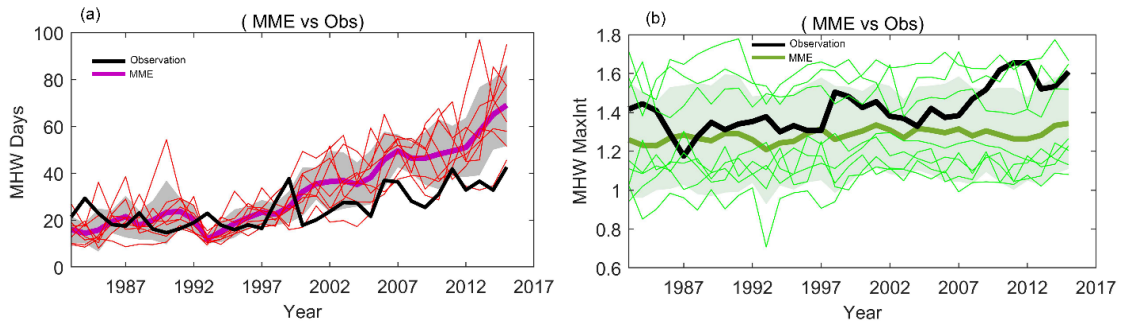 (a)
( MME vs Obs)
MHW Days
100
80
60
40
20
0
Observation
MME
1987
1992
1997
2002
2007
2012
2017
Year
(b)
( MME vs Obs)
MHW MaxInt
1.8
1.6
1.4
1.2
1
0.8
0.6
Observation
MME
1987
1992
1997
2002
2007
2012
2017
Year